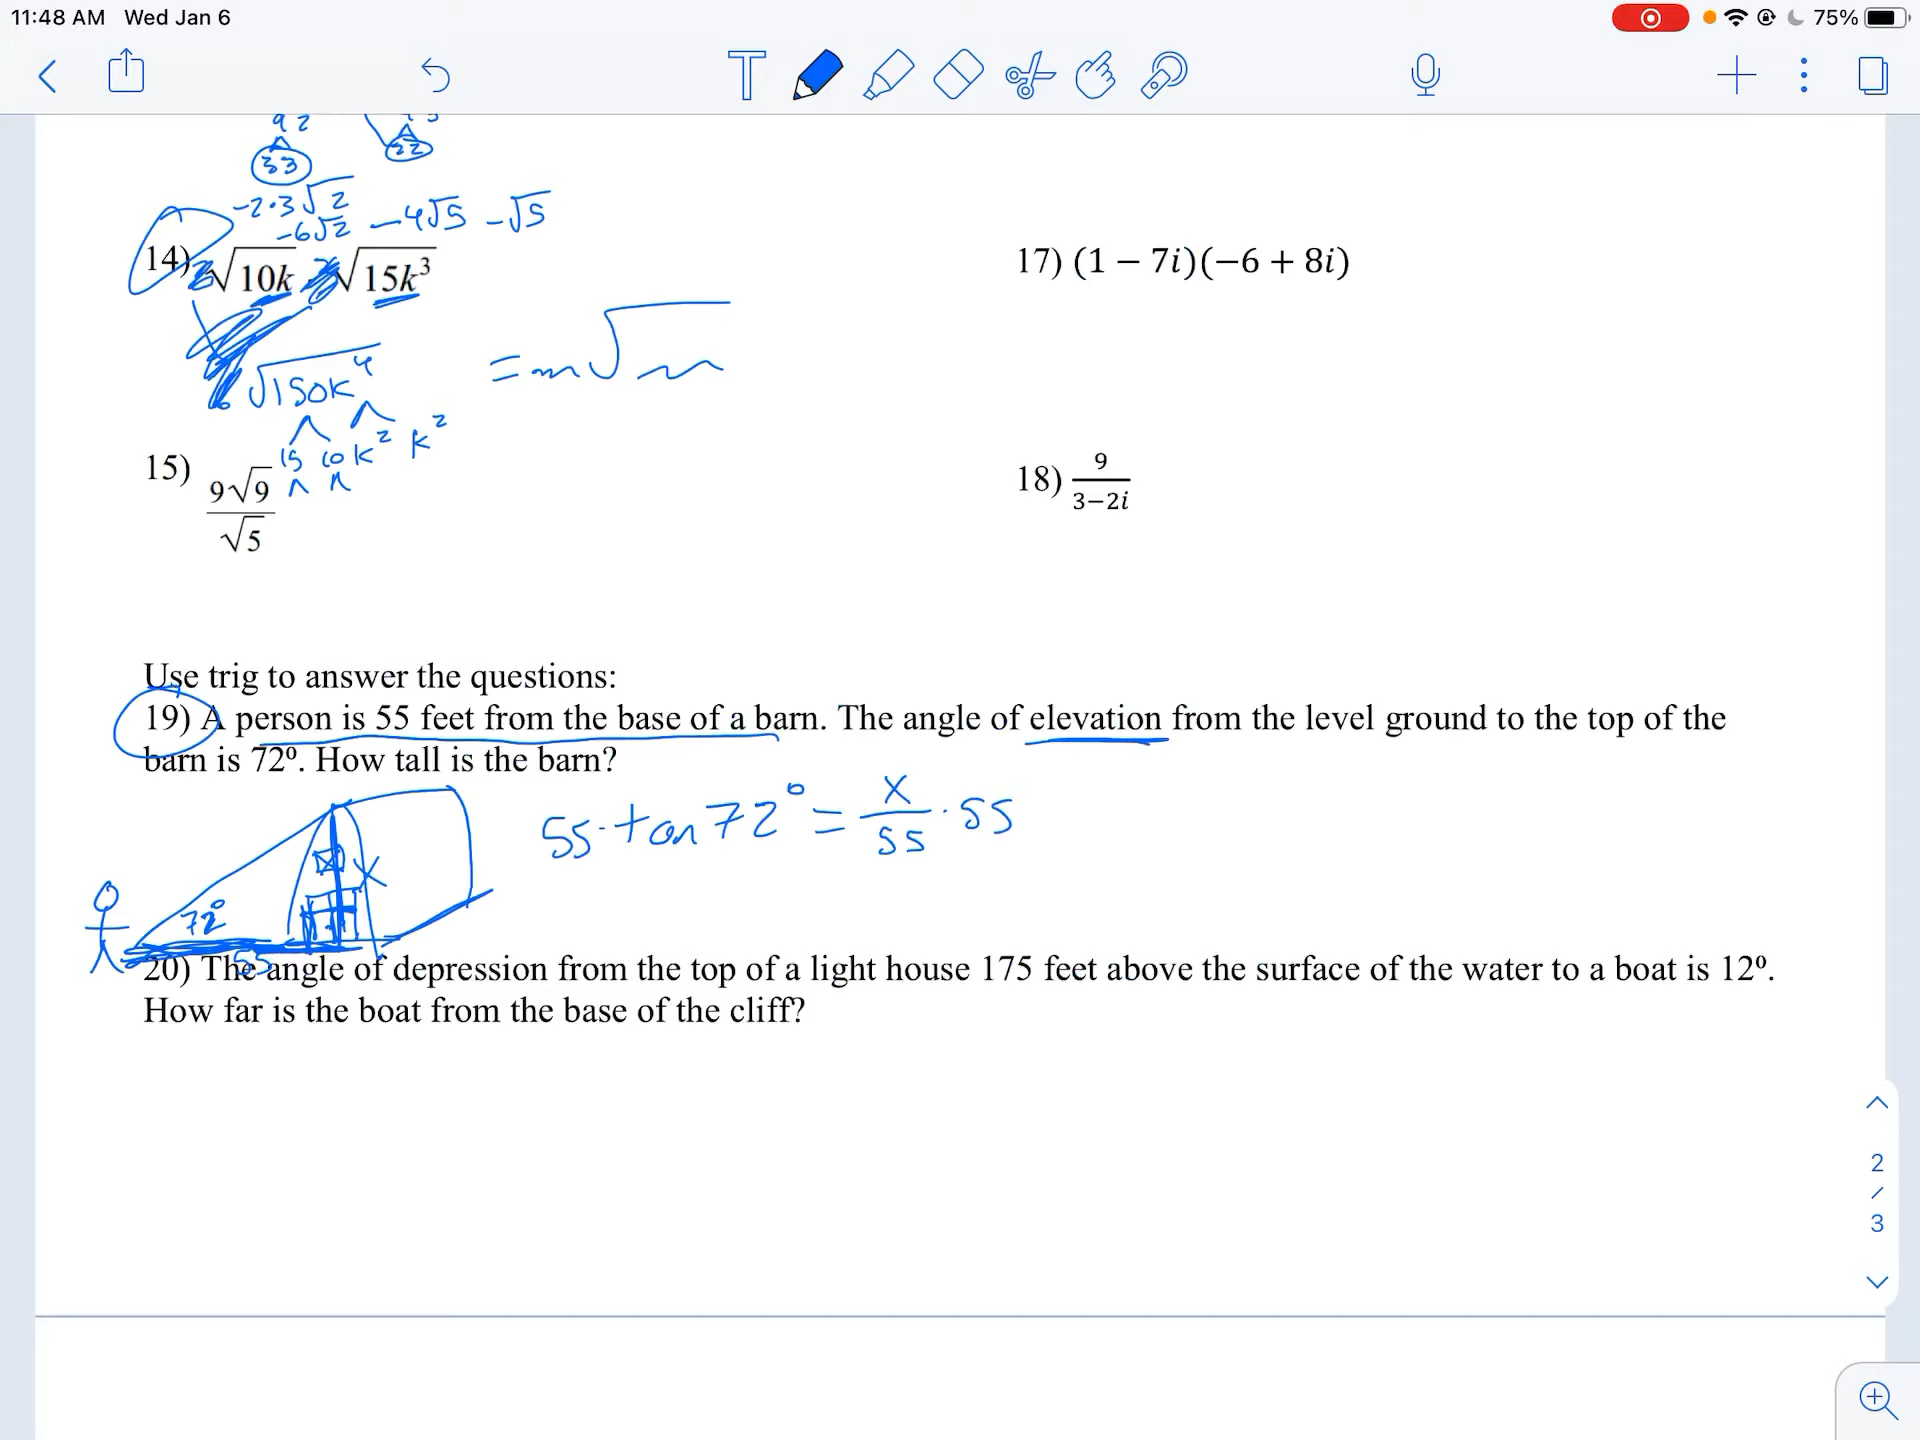 11:48 AM Wed Jan 6
75%
T
9 2
33
22
-2·3√2
-6√2 -4√5 -√5
14) √10k √15k³
17) (1 − 7i)(−6 + 8i)
√150k⁴
= m√
15 10 k² k²
15) 9√9/√5
18) 9/(3−2i)
Use trig to answer the questions:
19) A person is 55 feet from the base of a barn. The angle of elevation from the level ground to the top of the
barn is 72º. How tall is the barn?
55·tan 72° = x/55 · 55
x
72°
55
20) The angle of depression from the top of a light house 175 feet above the surface of the water to a boat is 12º.
How far is the boat from the base of the cliff?
2
/
3